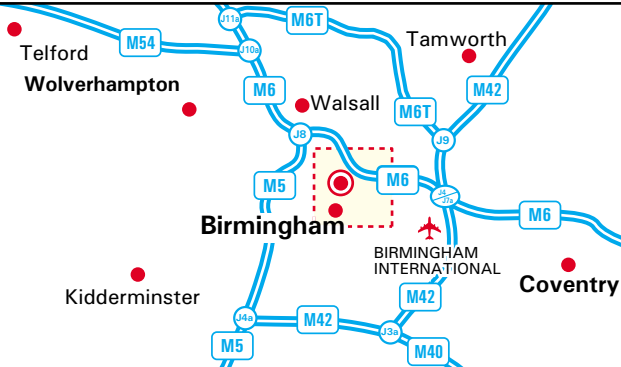 J11a
M6T
Telford
M54
Tamworth
J10a
Wolverhampton
M6
M42
Walsall
M6T
J8
J9
M5
M6
J4
J7a
Birmingham
M6
BIRMINGHAM
INTERNATIONAL
Coventry
Kidderminster
M42
J4a
M42
J3a
M5
M40